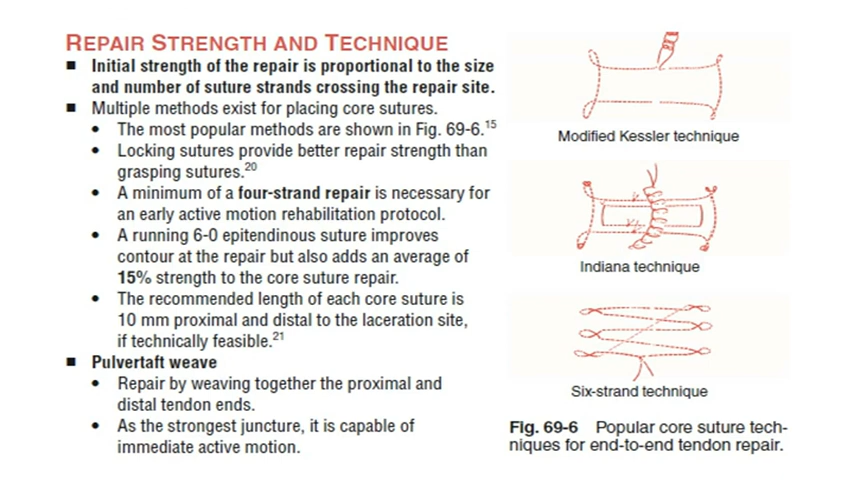 REPAIR STRENGTH AND TECHNIQUE
■ Initial strength of the repair is proportional to the size
and number of suture strands crossing the repair site.
■ Multiple methods exist for placing core sutures.
• The most popular methods are shown in Fig. 69-6.15
• Locking sutures provide better repair strength than
grasping sutures.20
• A minimum of a four-strand repair is necessary for
an early active motion rehabilitation protocol.
• A running 6-0 epitendinous suture improves
contour at the repair but also adds an average of
15% strength to the core suture repair.
• The recommended length of each core suture is
10 mm proximal and distal to the laceration site,
if technically feasible.21
■ Pulvertaft weave
• Repair by weaving together the proximal and
distal tendon ends.
• As the strongest juncture, it is capable of
immediate active motion.
Modified Kessler technique
Indiana technique
Six-strand technique
Fig. 69-6 Popular core suture tech-
niques for end-to-end tendon repair.